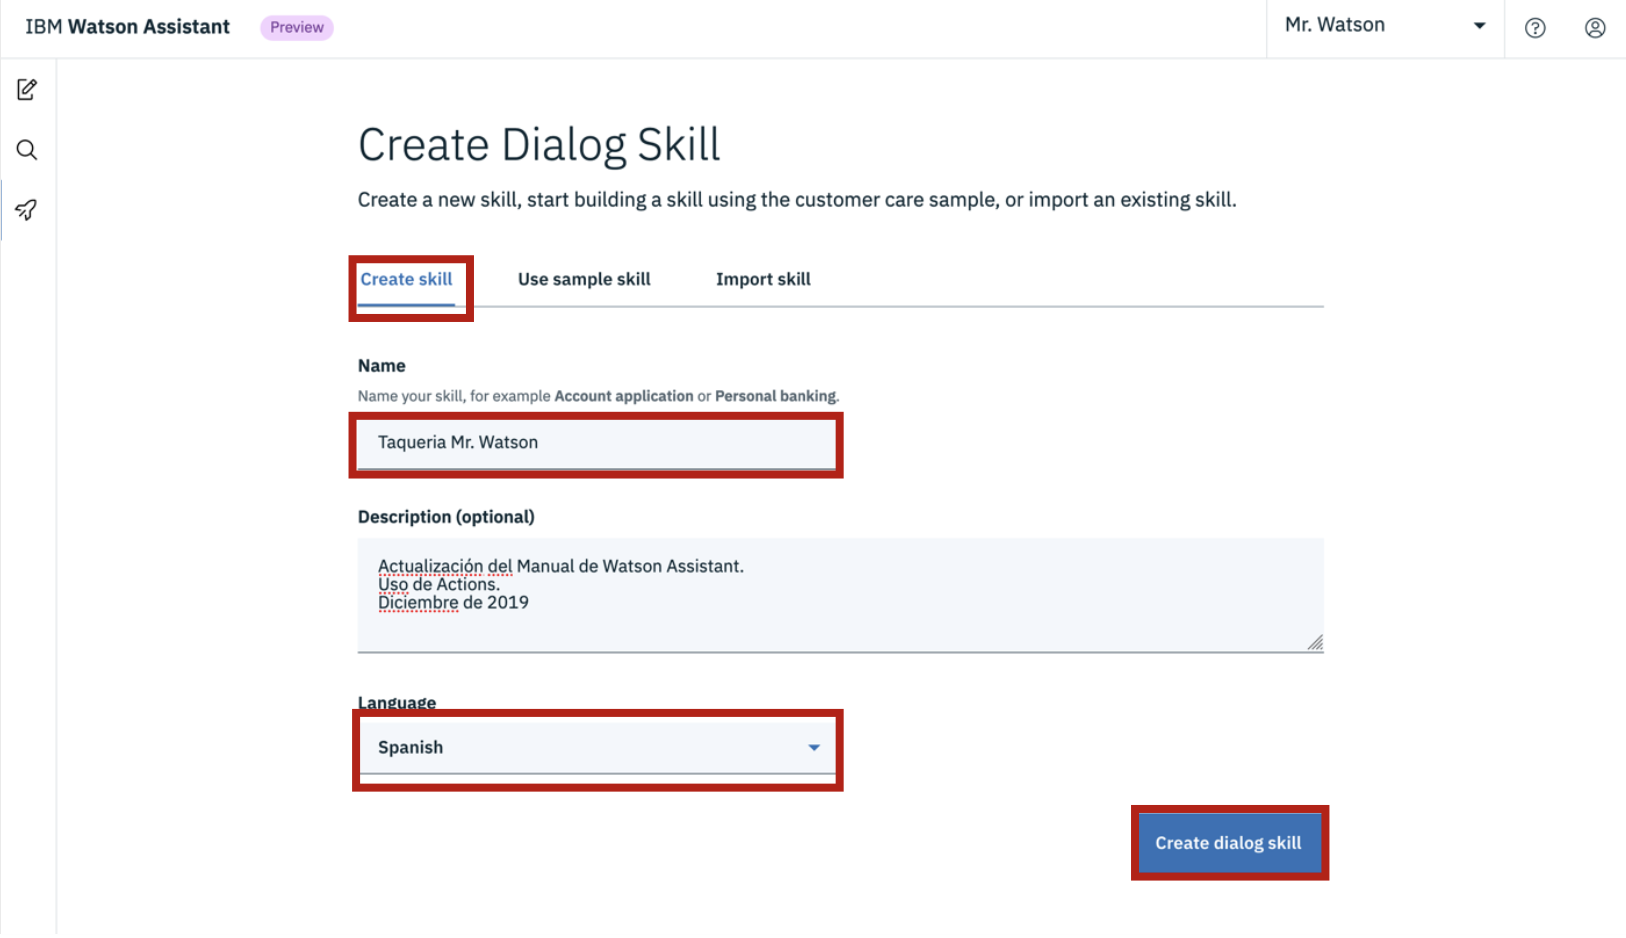 IBM Watson Assistant Preview
Mr. Watson
Create Dialog Skill
Create a new skill, start building a skill using the customer care sample, or import an existing skill.
Create skill Use sample skill Import skill
Name
Name your skill, for example Account application or Personal banking.
Taqueria Mr. Watson
Description (optional)
Actualización del Manual de Watson Assistant.
Uso de Actions.
Diciembre de 2019
Language
Spanish
Create dialog skill